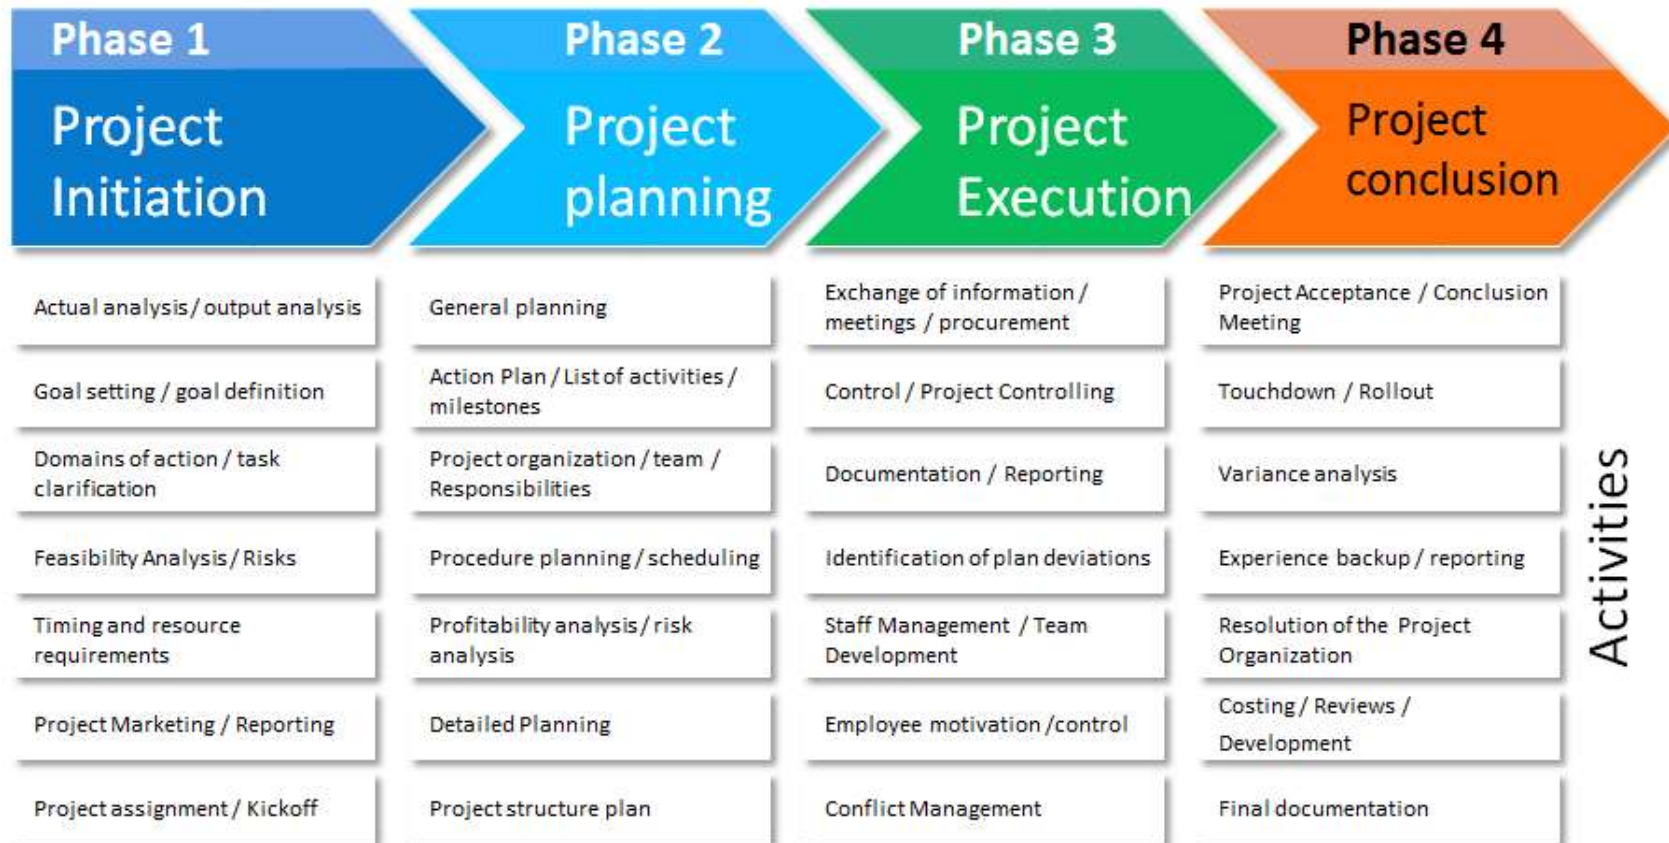 Phase 1
Project
Initiation
Actual analysis / output analysis
Goal setting / goal definition
Domains of action / task
clarification
Feasibility Analysis / Risks
Timing and resource
requirements
Project Marketing / Reporting
Project assignment / Kickoff
Phase 2
Project
planning
General planning
Action Plan / List of activities /
milestones
Project organization / team /
Responsibilities
Procedure planning / scheduling
Profitability analysis / risk
analysis
Detailed Planning
Project structure plan
Phase 3
Project
Execution
Exchange of information /
meetings / procurement
Control / Project Controlling
Documentation / Reporting
Identification of plan deviations
Staff Management / Team
Development
Employee motivation /control
Conflict Management
Phase 4
Project
conclusion
Project Acceptance / Conclusion
Meeting
Touchdown / Rollout
Variance analysis
Experience backup / reporting
Resolution of the Project
Organization
Costing / Reviews /
Development
Final documentation
Activities